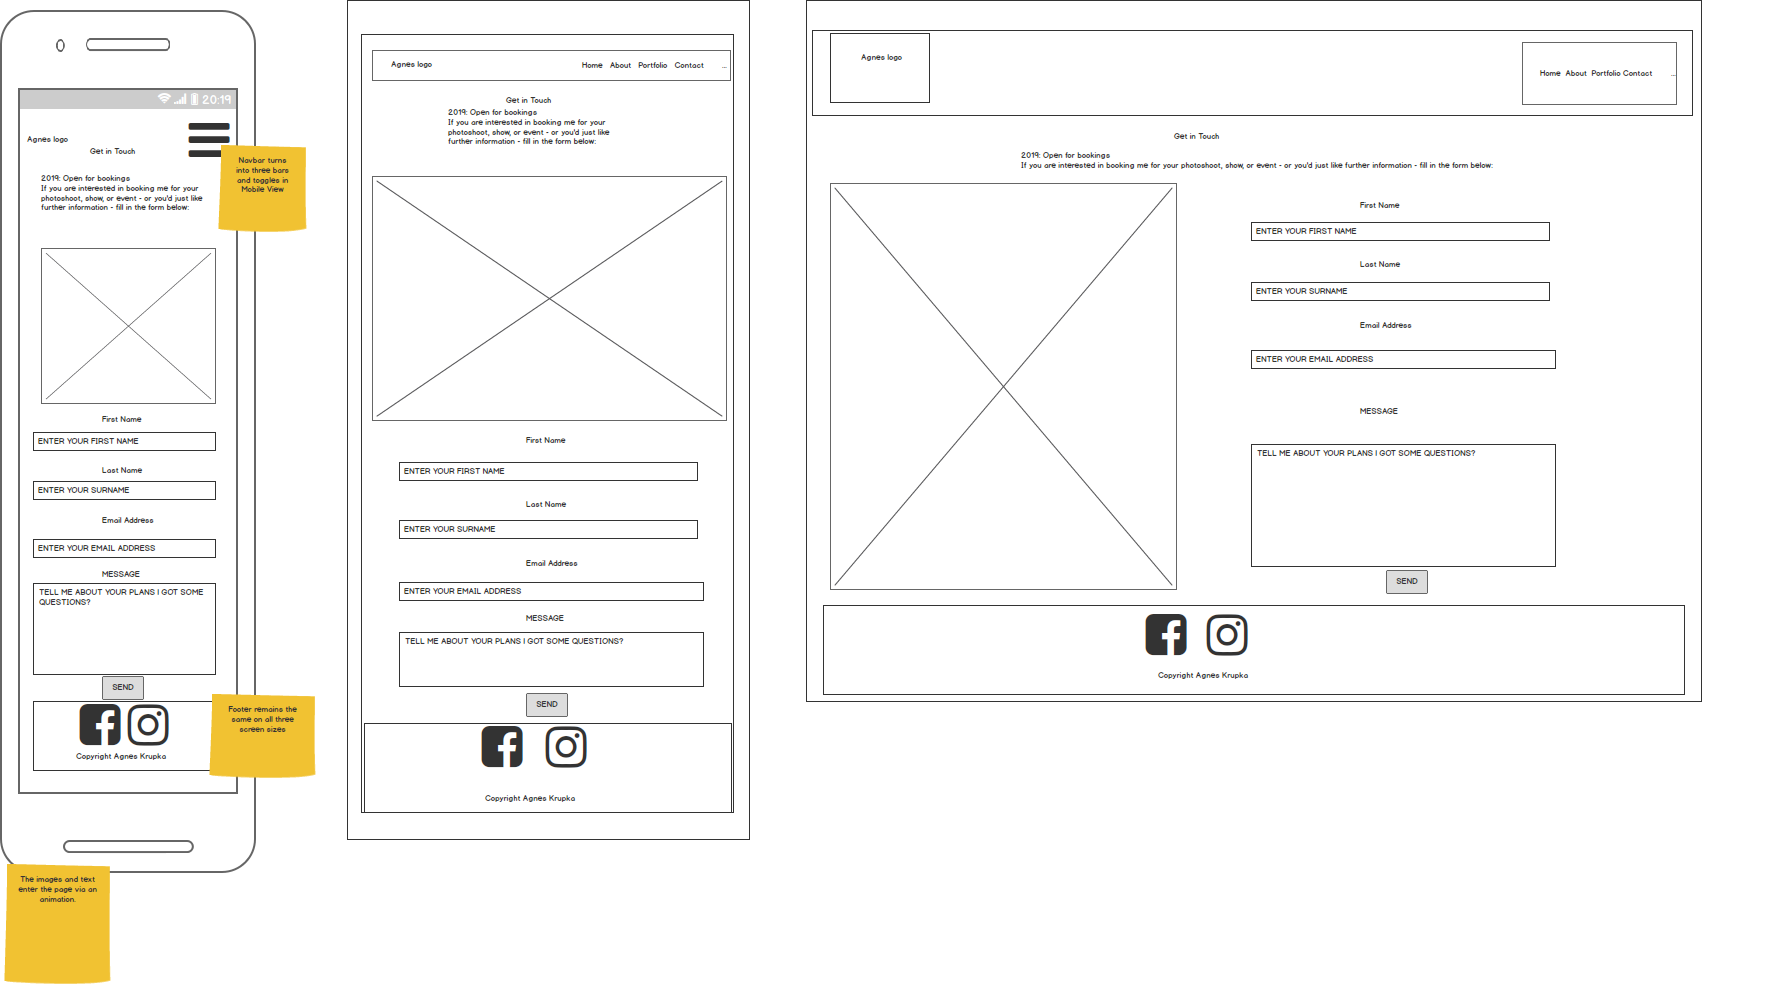 20:19
Agnes logo
Get in Touch
2019: Open for bookings
If you are interested in booking me for your
photoshoot, show, or event - or you'd just like
further information - fill in the form below:
Navbar turns
into three bars
and toggles in
Mobile View
First Name
ENTER YOUR FIRST NAME
Last Name
ENTER YOUR SURNAME
Email Address
ENTER YOUR EMAIL ADDRESS
MESSAGE
TELL ME ABOUT YOUR PLANS I GOT SOME
QUESTIONS?
SEND
Copyright Agnes Krupka
Footer remains the
same on all three
screen sizes
The images and text
enter the page via an
animation.
Agnes logo
Home About Portfolio Contact ...
Get in Touch
2019: Open for bookings
If you are interested in booking me for your
photoshoot, show, or event - or you'd just like
further information - fill in the form below:
First Name
ENTER YOUR FIRST NAME
Last Name
ENTER YOUR SURNAME
Email Address
ENTER YOUR EMAIL ADDRESS
MESSAGE
TELL ME ABOUT YOUR PLANS I GOT SOME QUESTIONS?
SEND
Copyright Agnes Krupka
Agnes logo
Home About Portfolio Contact ...
Get in Touch
2019: Open for bookings
If you are interested in booking me for your photoshoot, show, or event - or you'd just like further information - fill in the form below:
First Name
ENTER YOUR FIRST NAME
Last Name
ENTER YOUR SURNAME
Email Address
ENTER YOUR EMAIL ADDRESS
MESSAGE
TELL ME ABOUT YOUR PLANS I GOT SOME QUESTIONS?
SEND
Copyright Agnes Krupka